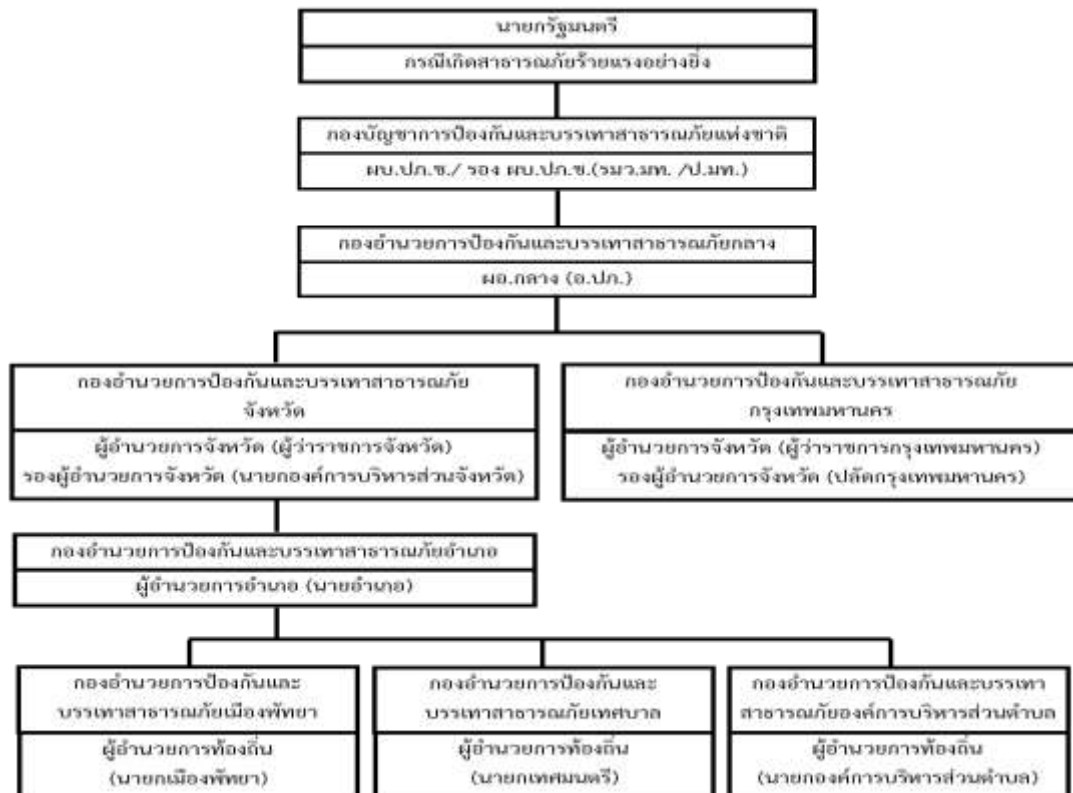 นายกรัฐมนตรี
กรณีเกิดสาธารณภัยร้ายแรงอย่างยิ่ง
กองบัญชาการป้องกันและบรรเทาสาธารณภัยแห่งชาติ
ผบ.ปภ.ช./ รอง ผบ.ปภ.ช.(รมว.มท. /ป.มท.)
กองอำนวยการป้องกันและบรรเทาสาธารณภัยกลาง
ผอ.กลาง (อ.ปภ.)
กองอำนวยการป้องกันและบรรเทาสาธารณภัย
จังหวัด
ผู้อำนวยการจังหวัด (ผู้ว่าราชการจังหวัด)
รองผู้อำนวยการจังหวัด (นายกองค์การบริหารส่วนจังหวัด)
กองอำนวยการป้องกันและบรรเทาสาธารณภัย
กรุงเทพมหานคร
ผู้อำนวยการจังหวัด (ผู้ว่าราชการกรุงเทพมหานคร)
รองผู้อำนวยการจังหวัด (ปลัดกรุงเทพมหานคร)
กองอำนวยการป้องกันและบรรเทาสาธารณภัยอำเภอ
ผู้อำนวยการอำเภอ (นายอำเภอ)
กองอำนวยการป้องกันและ
บรรเทาสาธารณภัยเมืองพัทยา
ผู้อำนวยการท้องถิ่น
(นายกเมืองพัทยา)
กองอำนวยการป้องกันและ
บรรเทาสาธารณภัยเทศบาล
ผู้อำนวยการท้องถิ่น
(นายกเทศมนตรี)
กองอำนวยการป้องกันและบรรเทา
สาธารณภัยองค์การบริหารส่วนตำบล
ผู้อำนวยการท้องถิ่น
(นายกองค์การบริหารส่วนตำบล)